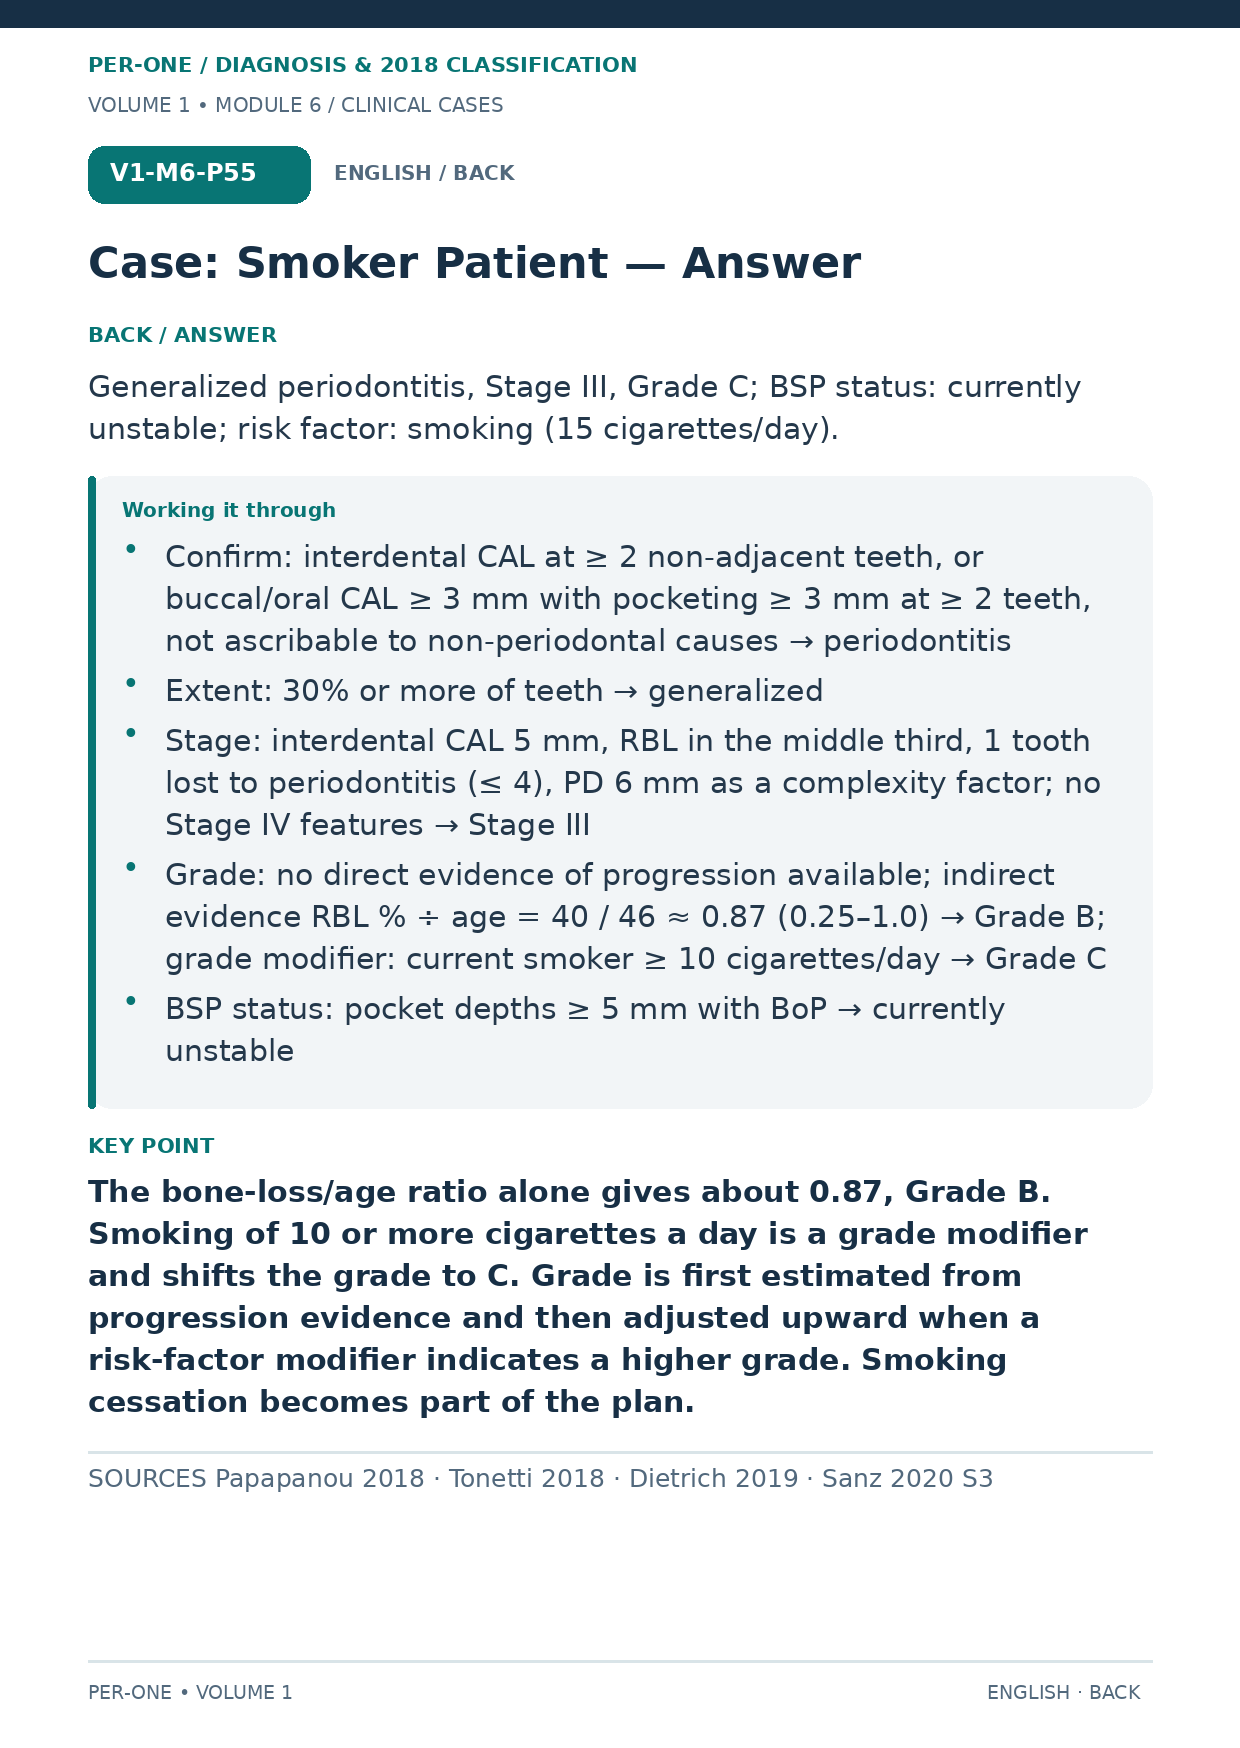 PER-ONE / DIAGNOSIS & 2018 CLASSIFICATION
VOLUME 1 • MODULE 6 / CLINICAL CASES
V1-M6-P55
ENGLISH / BACK
Case: Smoker Patient — Answer
BACK / ANSWER
Generalized periodontitis, Stage III, Grade C; BSP status: currently
unstable; risk factor: smoking (15 cigarettes/day).
Working it through
• Confirm: interdental CAL at ≥ 2 non-adjacent teeth, or
buccal/oral CAL ≥ 3 mm with pocketing ≥ 3 mm at ≥ 2 teeth,
not ascribable to non-periodontal causes → periodontitis
• Extent: 30% or more of teeth → generalized
• Stage: interdental CAL 5 mm, RBL in the middle third, 1 tooth
lost to periodontitis (≤ 4), PD 6 mm as a complexity factor; no
Stage IV features → Stage III
• Grade: no direct evidence of progression available; indirect
evidence RBL % ÷ age = 40 / 46 ≈ 0.87 (0.25–1.0) → Grade B;
grade modifier: current smoker ≥ 10 cigarettes/day → Grade C
• BSP status: pocket depths ≥ 5 mm with BoP → currently
unstable
KEY POINT
The bone-loss/age ratio alone gives about 0.87, Grade B.
Smoking of 10 or more cigarettes a day is a grade modifier
and shifts the grade to C. Grade is first estimated from
progression evidence and then adjusted upward when a
risk-factor modifier indicates a higher grade. Smoking
cessation becomes part of the plan.
SOURCES Papapanou 2018 · Tonetti 2018 · Dietrich 2019 · Sanz 2020 S3
PER-ONE • VOLUME 1
ENGLISH · BACK